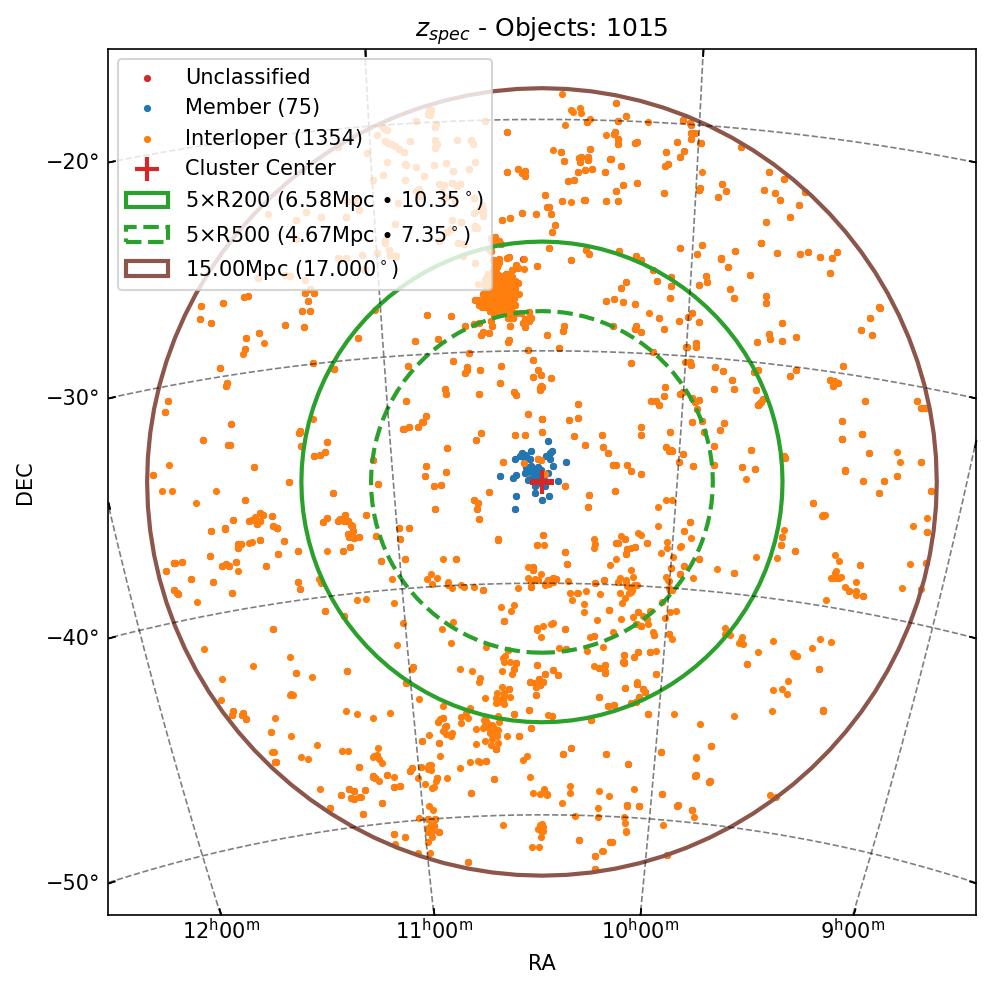 z_spec - Objects: 1015
Unclassified
Member (75)
Interloper (1354)
Cluster Center
5×R200 (6.58Mpc • 10.35°)
5×R500 (4.67Mpc • 7.35°)
15.00Mpc (17.000°)
−20°
−30°
−40°
−50°
DEC
12h00m 11h00m 10h00m 9h00m
RA